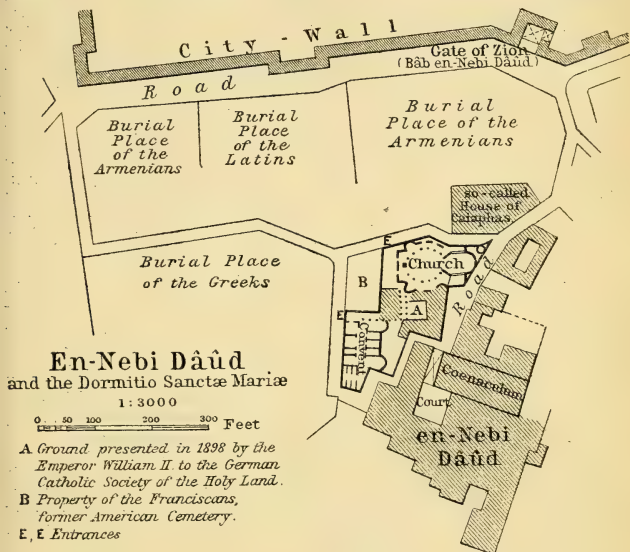 City - Wall
Gate of Zion
(Bâb en-Nebi Dâûd)
Road
Burial
Place
of the
Armenians
Burial
Place
of the
Latins
Burial
Place of the
Armenians
so-called
House of
Caiaphas
E
Church
Burial Place
of the Greeks
B
Road
A
E
Convent
Coenaculum
Court
en-Nebi
Dâûd
En-Nebi Dâûd
and the Dormitio Sanctæ Mariæ
1:3000
0 50 100 200 300 Feet
A Ground presented in 1898 by the
Emperor William II. to the German
Catholic Society of the Holy Land.
B Property of the Franciscans,
former American Cemetery.
E, E Entrances